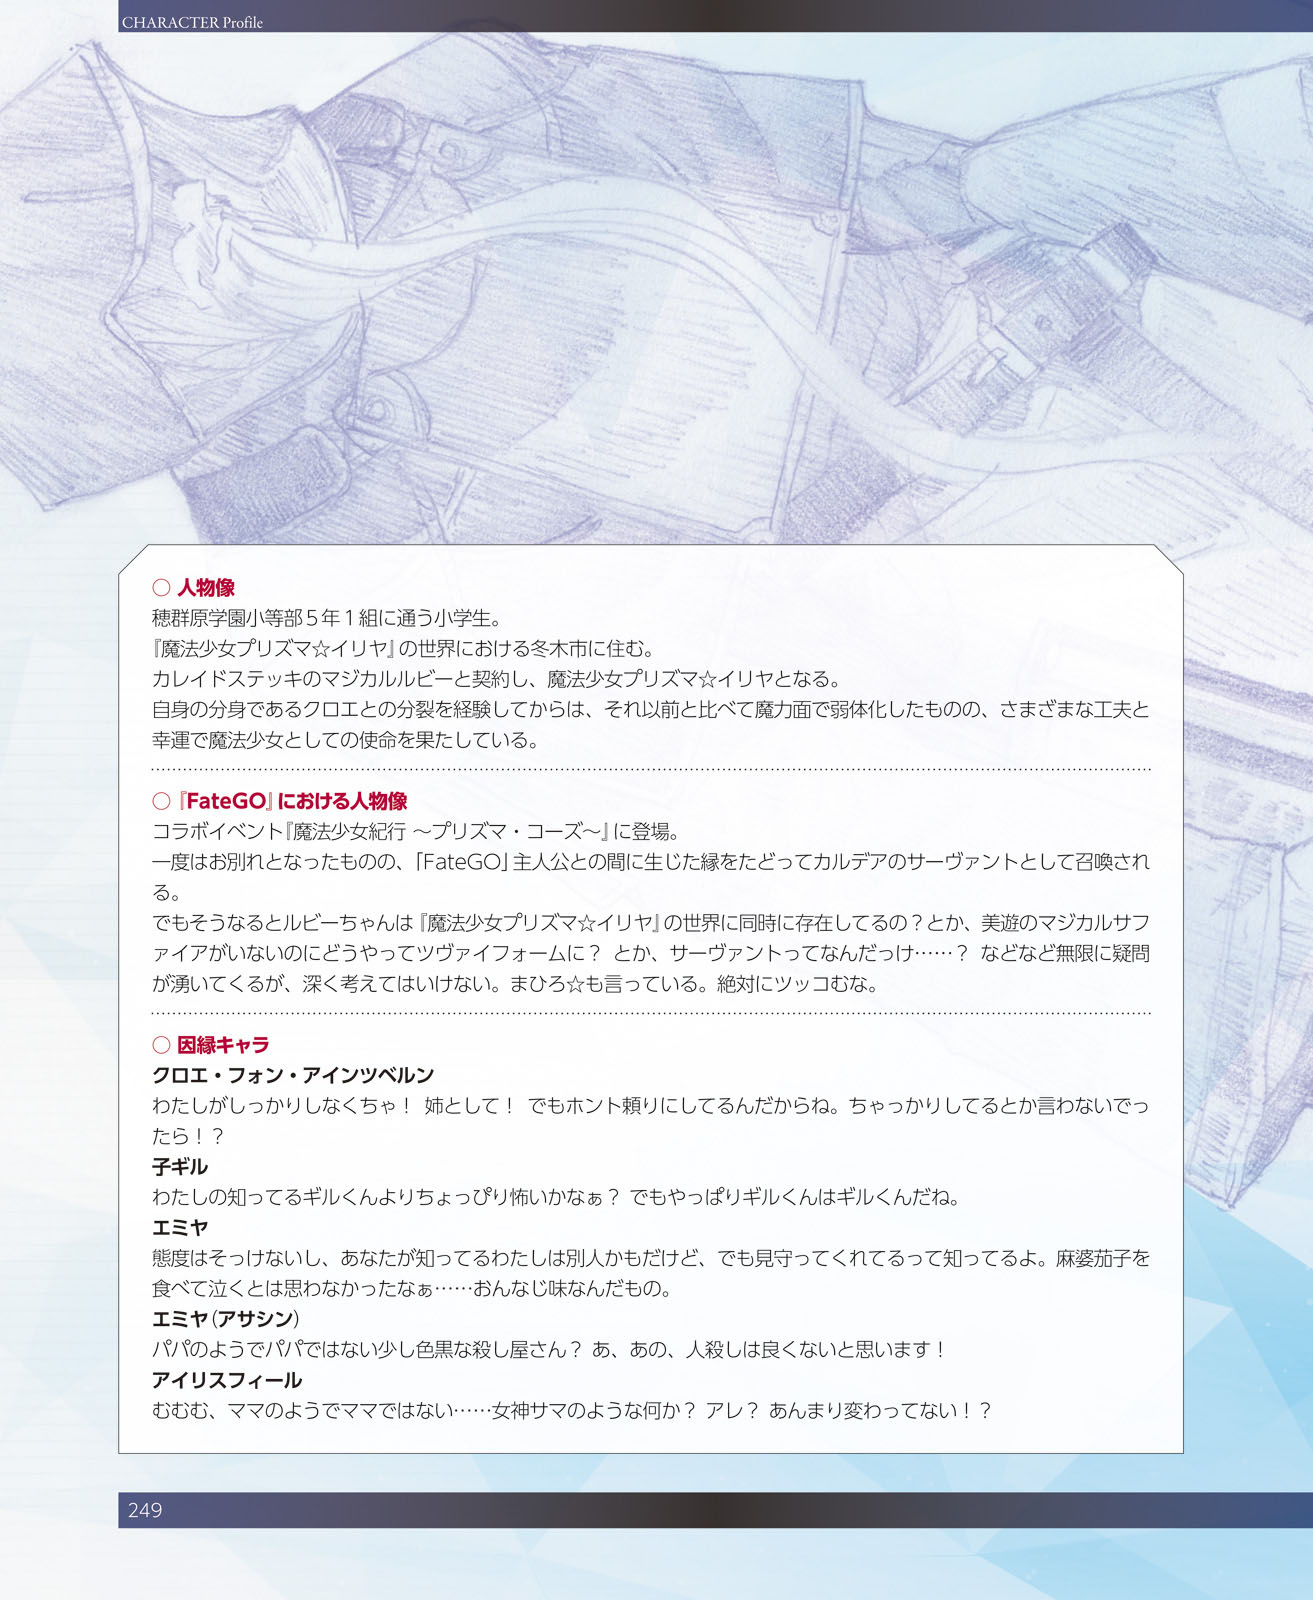 CHARACTER Profile
○ 人物像
穂群原学園小等部５年１組に通う小学生。
『魔法少女プリズマ☆イリヤ』の世界における冬木市に住む。
カレイドステッキのマジカルルビーと契約し、魔法少女プリズマ☆イリヤとなる。
自身の分身であるクロエとの分裂を経験してからは、それ以前と比べて魔力面で弱体化したものの、さまざまな工夫と
幸運で魔法少女としての使命を果たしている。
○ 『FateGO』における人物像
コラボイベント『魔法少女紀行 ～プリズマ・コーズ～』に登場。
一度はお別れとなったものの、「FateGO」主人公との間に生じた縁をたどってカルデアのサーヴァントとして召喚され
る。
でもそうなるとルビーちゃんは『魔法少女プリズマ☆イリヤ』の世界に同時に存在してるの？とか、美遊のマジカルサフ
ァイアがいないのにどうやってツヴァイフォームに？ とか、サーヴァントってなんだっけ……？ などなど無限に疑問
が湧いてくるが、深く考えてはいけない。まひろ☆も言っている。絶対にツッコむな。
○ 因縁キャラ
クロエ・フォン・アインツベルン
わたしがしっかりしなくちゃ！ 姉として！ でもホント頼りにしてるんだからね。ちゃっかりしてるとか言わないでっ
たら！？
子ギル
わたしの知ってるギルくんよりちょっぴり怖いかなぁ？ でもやっぱりギルくんはギルくんだね。
エミヤ
態度はそっけないし、あなたが知ってるわたしは別人かもだけど、でも見守ってくれてるって知ってるよ。麻婆茄子を
食べて泣くとは思わなかったなぁ……おんなじ味なんだもの。
エミヤ（アサシン）
パパのようでパパではない少し色黒な殺し屋さん？ あ、あの、人殺しは良くないと思います！
アイリスフィール
むむむ、ママのようでママではない……女神サマのような何か？ アレ？ あんまり変わってない！？
249